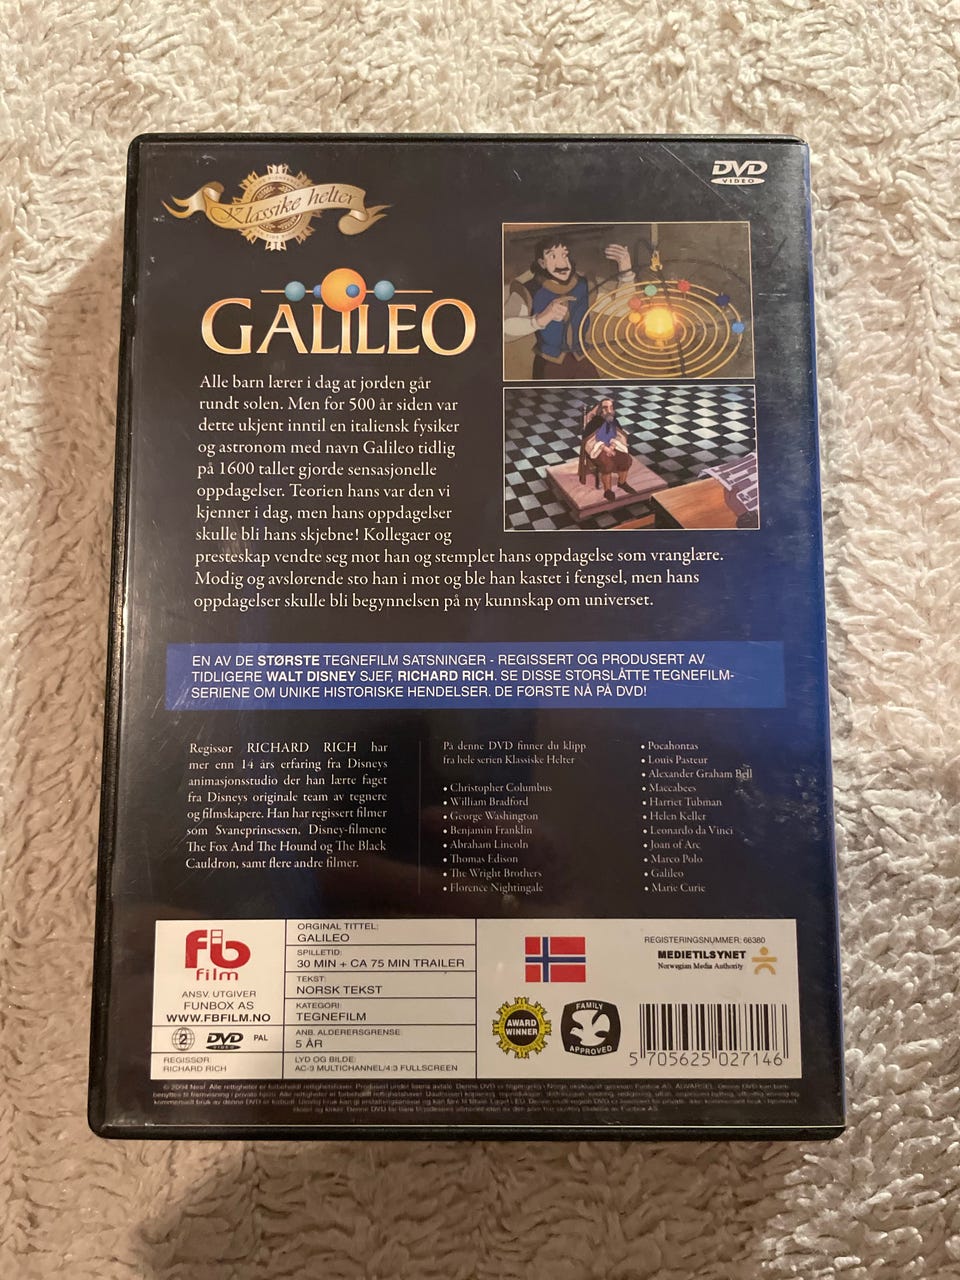 DVD
VIDEO
Klassike helter
GALILEO
Alle barn lærer i dag at jorden går
rundt solen. Men for 500 år siden var
dette ukjent inntil en italiensk fysiker
og astronom med navn Galileo tidlig
på 1600 tallet gjorde sensasjonelle
oppdagelser. Teorien hans var den vi
kjenner i dag, men hans oppdagelser
skulle bli hans skjebne! Kollegaer og
presteskap vendte seg mot han og stemplet hans oppdagelse som vranglære.
Modig og avslørende sto han i mot og ble han kastet i fengsel, men hans
oppdagelser skulle bli begynnelsen på ny kunnskap om universet.
EN AV DE STØRSTE TEGNEFILM SATSNINGER - REGISSERT OG PRODUSERT AV
TIDLIGERE WALT DISNEY SJEF, RICHARD RICH. SE DISSE STORSLÅTTE TEGNEFILM-
SERIENE OM UNIKE HISTORISKE HENDELSER. DE FØRSTE NÅ PÅ DVD!
Regissør RICHARD RICH har
mer enn 14 års erfaring fra Disneys
animasjonsstudio der han lærte faget
fra Disneys originale team av tegnere
og filmskapere. Han har regissert filmer
som Svaneprinsessen, Disney-filmene
The Fox And The Hound og The Black
Cauldron, samt flere andre filmer.
På denne DVD finner du klipp
fra hele serien Klassiske Helter
• Christopher Columbus
• William Bradford
• George Washington
• Benjamin Franklin
• Abraham Lincoln
• Thomas Edison
• The Wright Brothers
• Florence Nightingale
• Pocahontas
• Louis Pasteur
• Alexander Graham Bell
• Maccabees
• Harriet Tubman
• Helen Keller
• Leonardo da Vinci
• Joan of Arc
• Marco Polo
• Galileo
• Marie Curie
fb
film
ANSV. UTGIVER
FUNBOX AS
WWW.FBFILM.NO
2 DVD VIDEO PAL
REGISSØR:
RICHARD RICH
ORGINAL TITTEL:
GALILEO
SPILLETID:
30 MIN + CA 75 MIN TRAILER
TEKST:
NORSK TEKST
KATEGORI:
TEGNEFILM
ANB. ALDERERSGRENSE:
5 ÅR
LYD OG BILDE:
AC-3 MULTICHANNEL/4:3 FULLSCREEN
REGISTERINGSNUMMER: 66380
MEDIETILSYNET
Norwegian Media Authority
AWARD
WINNER
FAMILY
APPROVED
5 705625 027146